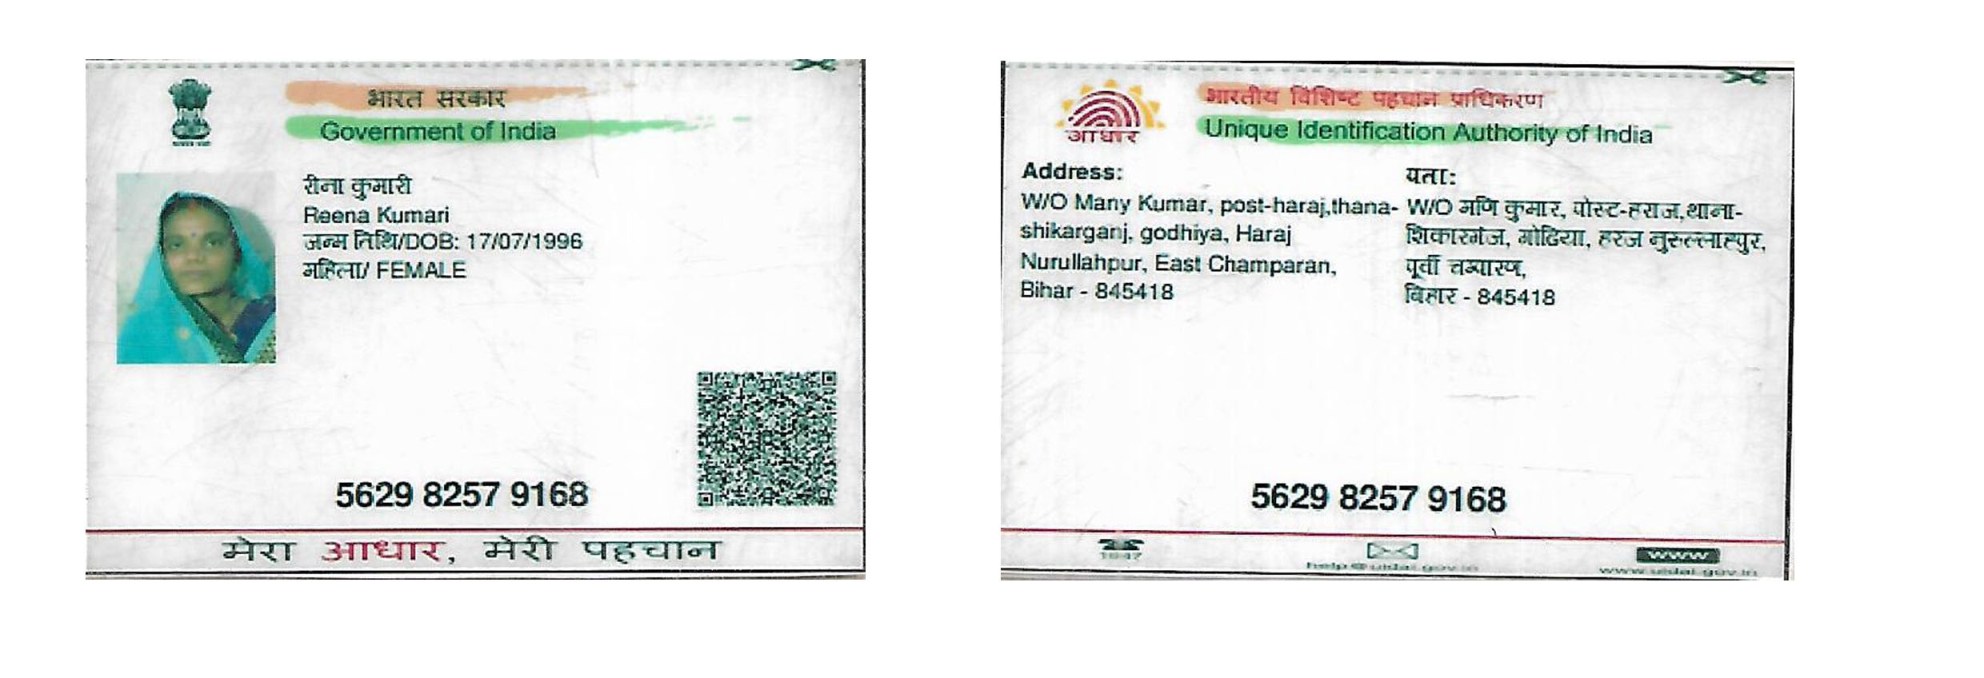 भारत सरकार
Government of India
रीना कुमारी
Reena Kumari
जन्म तिथि/DOB: 17/07/1996
महिला/ FEMALE
5629 8257 9168
मेरा आधार, मेरी पहचान
आधार
भारतीय विशिष्ट पहचान प्राधिकरण
Unique Identification Authority of India
Address:
W/O Many Kumar, post-haraj,thana-
shikarganj, godhiya, Haraj
Nurullahpur, East Champaran,
Bihar - 845418
पता:
W/O मणि कुमार, पोस्ट-हराज,थाना-
शिकारगंज, गोढिया, हरज नुरुल्लाहपुर,
पूर्वी चम्पारण,
बिहार - 845418
5629 8257 9168
1947
help@uidai.gov.in
www
www.uidai.gov.in